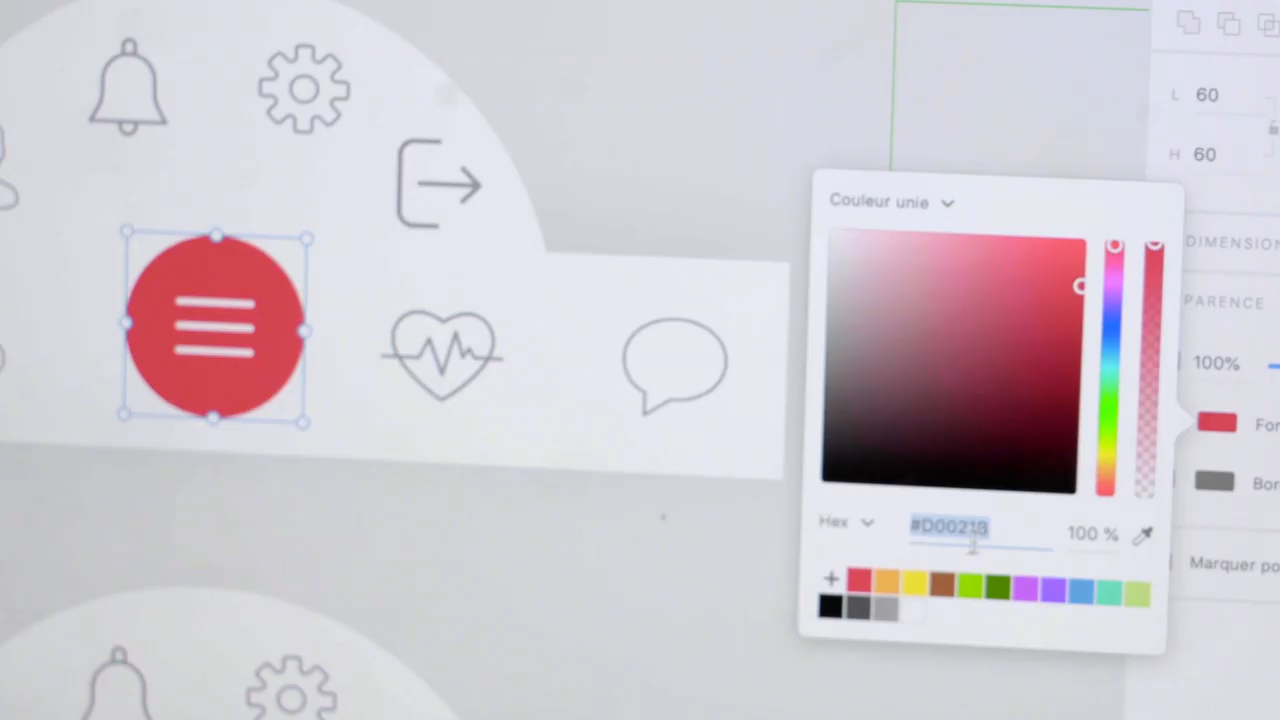 L 60
H 60
Couleur unie
DIMENSION
PARENCE
100%
For
Bor
Hex #D0021B 100 %
Marquer po